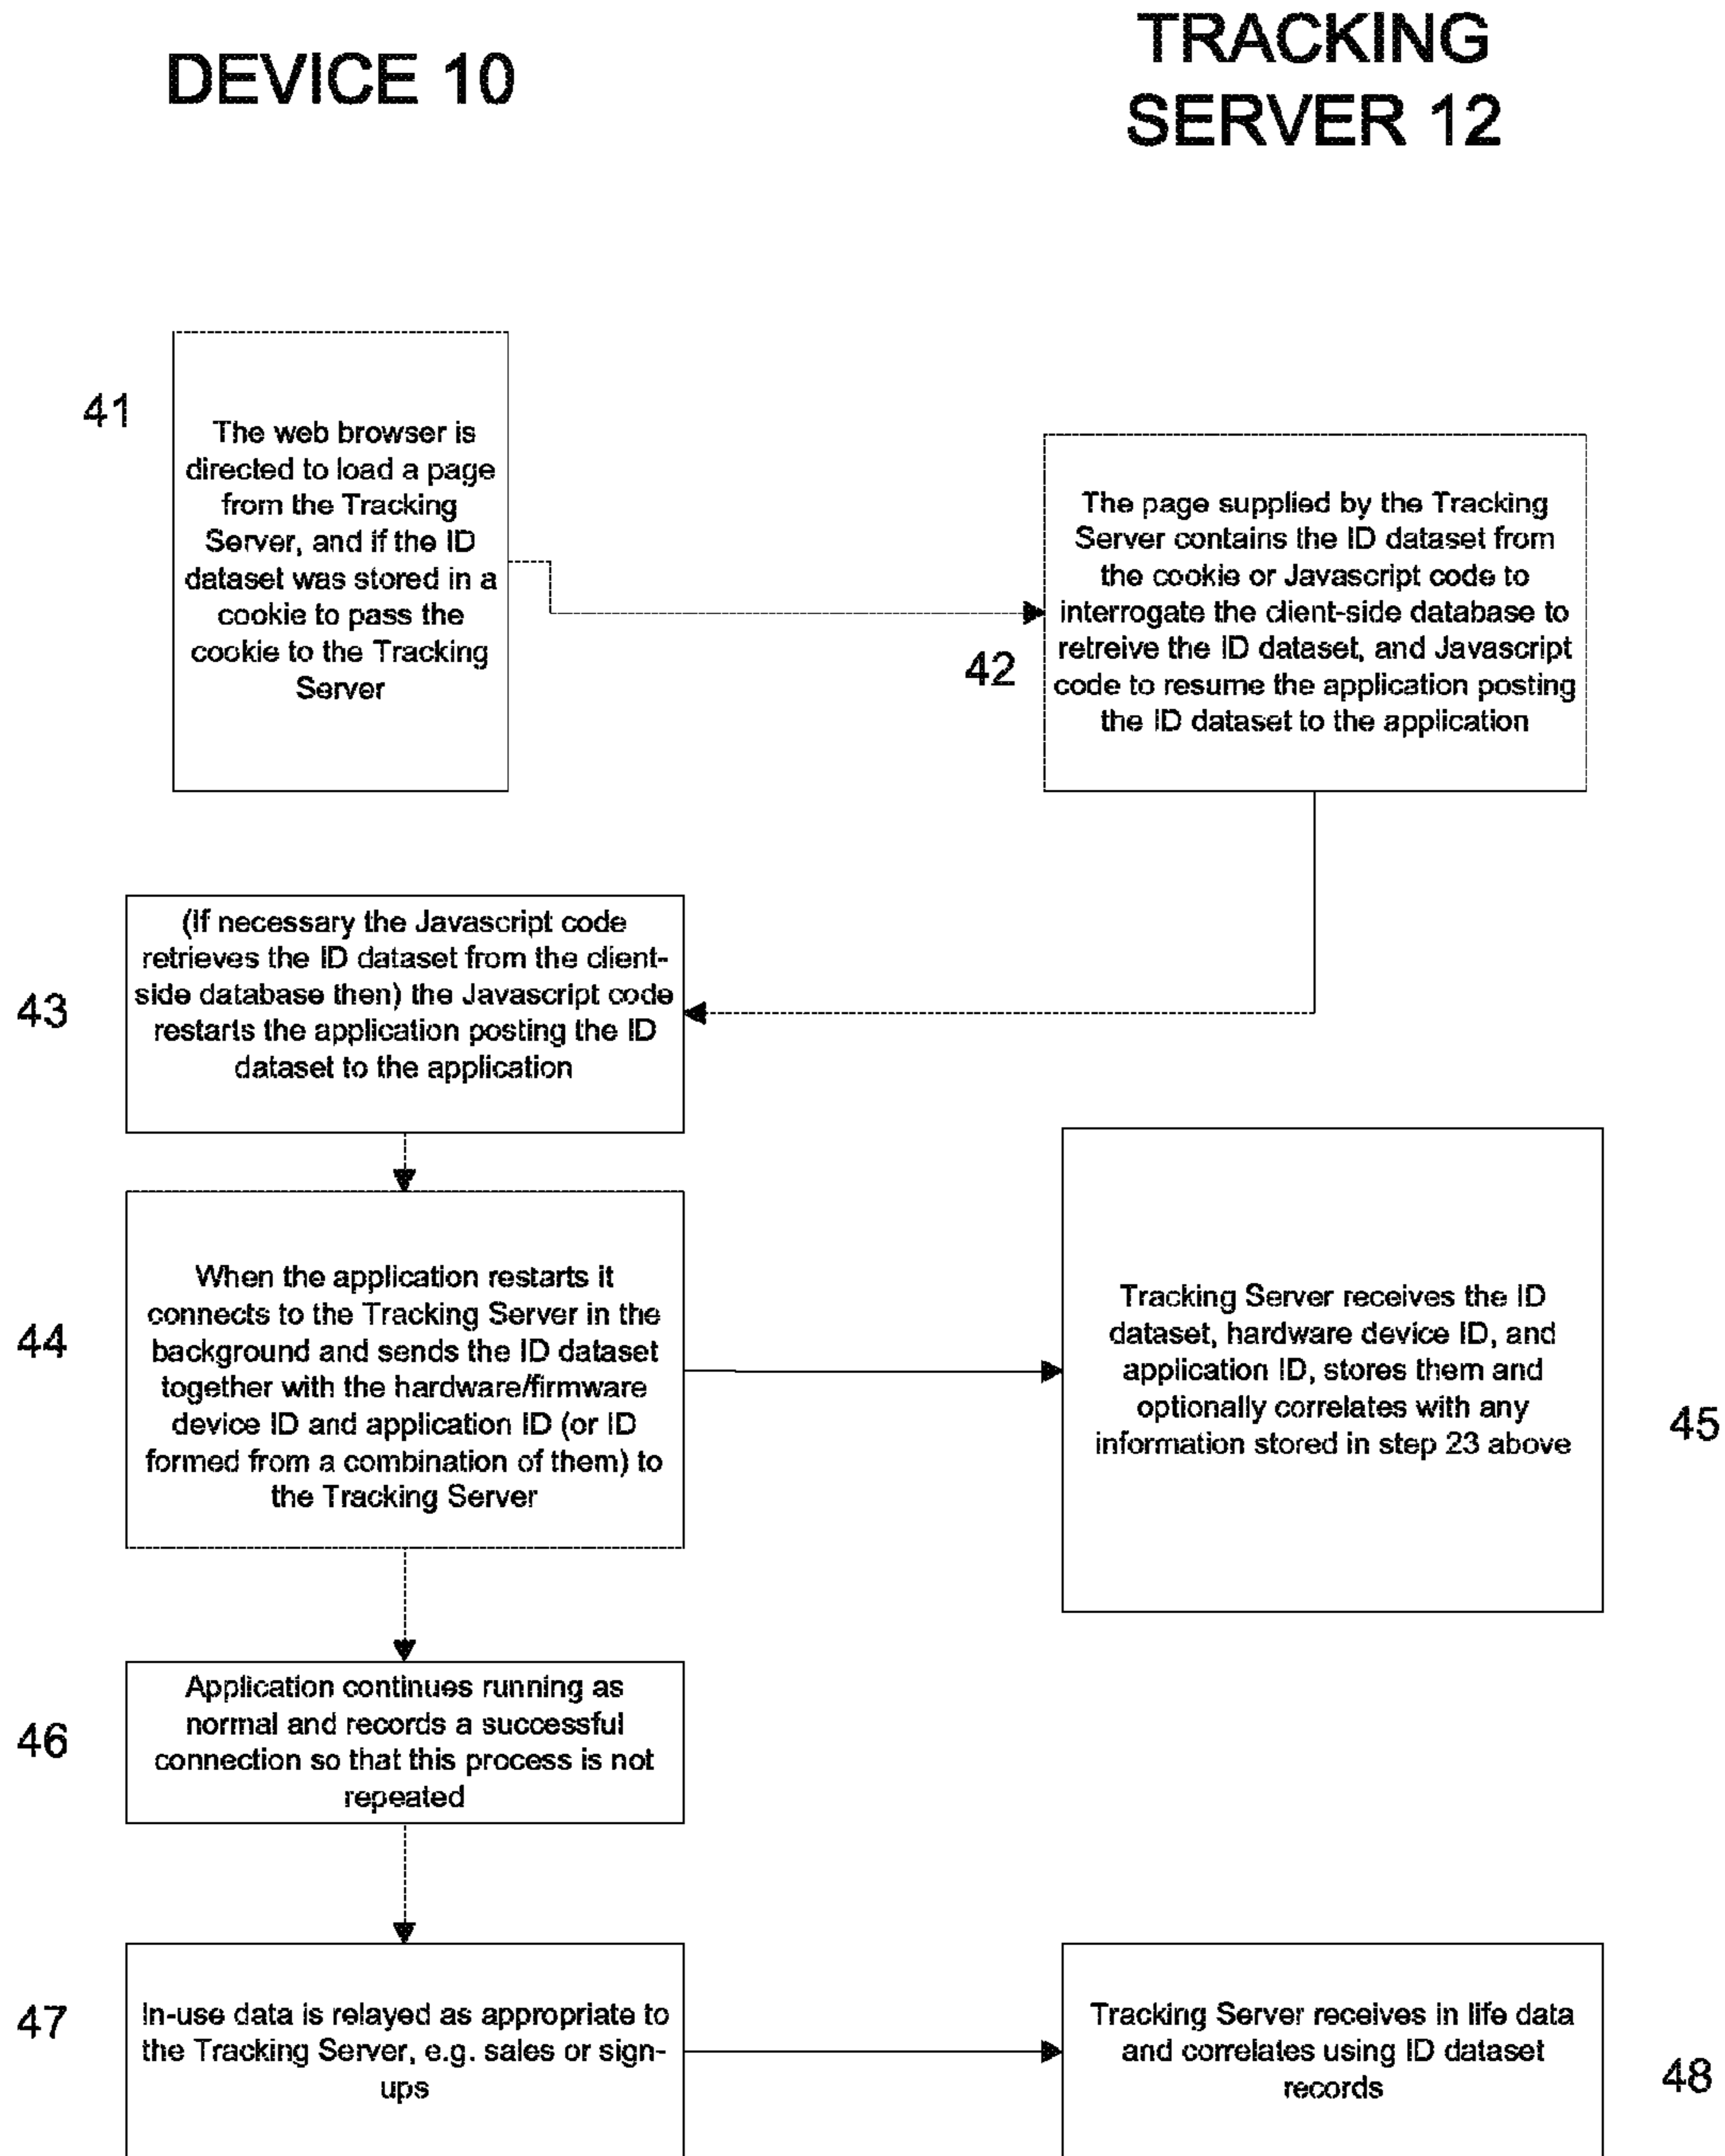 DEVICE 10
TRACKING
SERVER 12
41
The web browser is
directed to load a page
from the Tracking
Server, and if the ID
dataset was stored in a
cookie to pass the
cookie to the Tracking
Server
42
The page supplied by the Tracking
Server contains the ID dataset from
the cookie or Javascript code to
interrogate the client-side database to
retreive the ID dataset, and Javascript
code to resume the application posting
the ID dataset to the application
43
(If necessary the Javascript code
retrieves the ID dataset from the client-
side database then) the Javascript code
restarts the application posting the ID
dataset to the application
44
When the application restarts it
connects to the Tracking Server in the
background and sends the ID dataset
together with the hardware/firmware
device ID and application ID (or ID
formed from a combination of them) to
the Tracking Server
Tracking Server receives the ID
dataset, hardware device ID, and
application ID, stores them and
optionally correlates with any
information stored in step 23 above
45
46
Application continues running as
normal and records a successful
connection so that this process is not
repeated
47
In-use data is relayed as appropriate to
the Tracking Server, e.g. sales or sign-
ups
Tracking Server receives in life data
and correlates using ID dataset
records
48